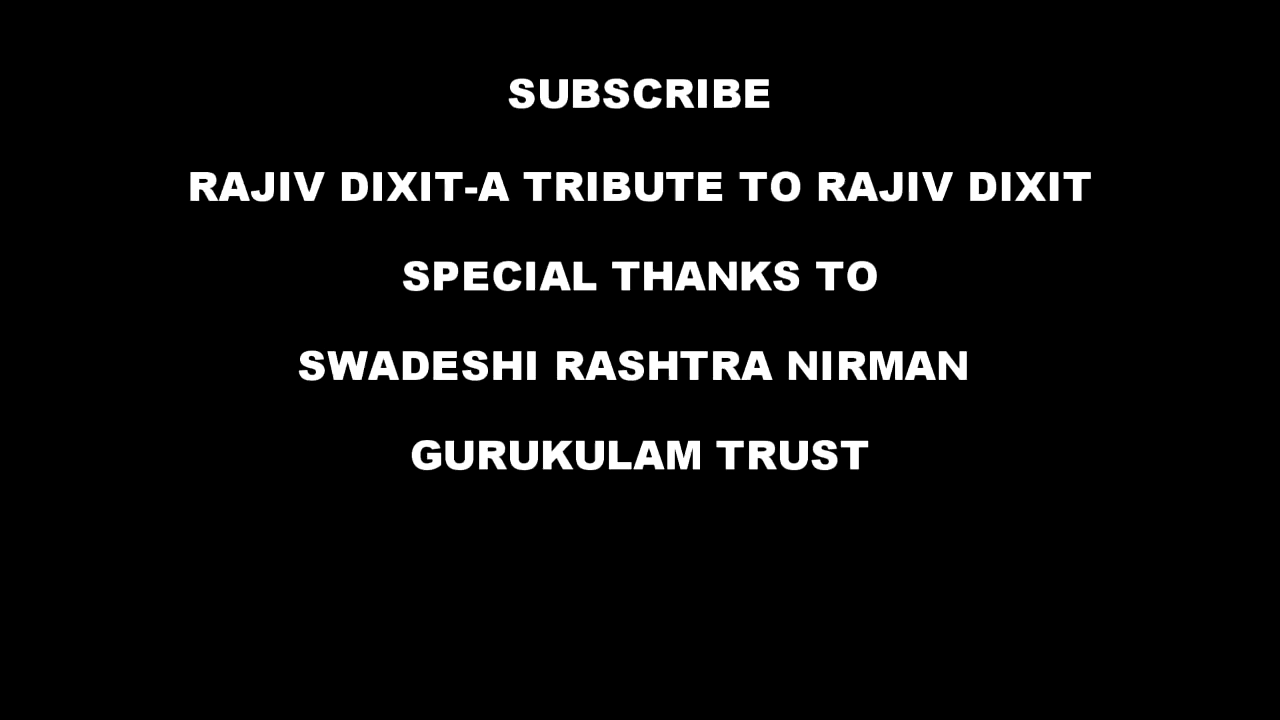 SUBSCRIBE
RAJIV DIXIT-A TRIBUTE TO RAJIV DIXIT
SPECIAL THANKS TO
SWADESHI RASHTRA NIRMAN
GURUKULAM TRUST